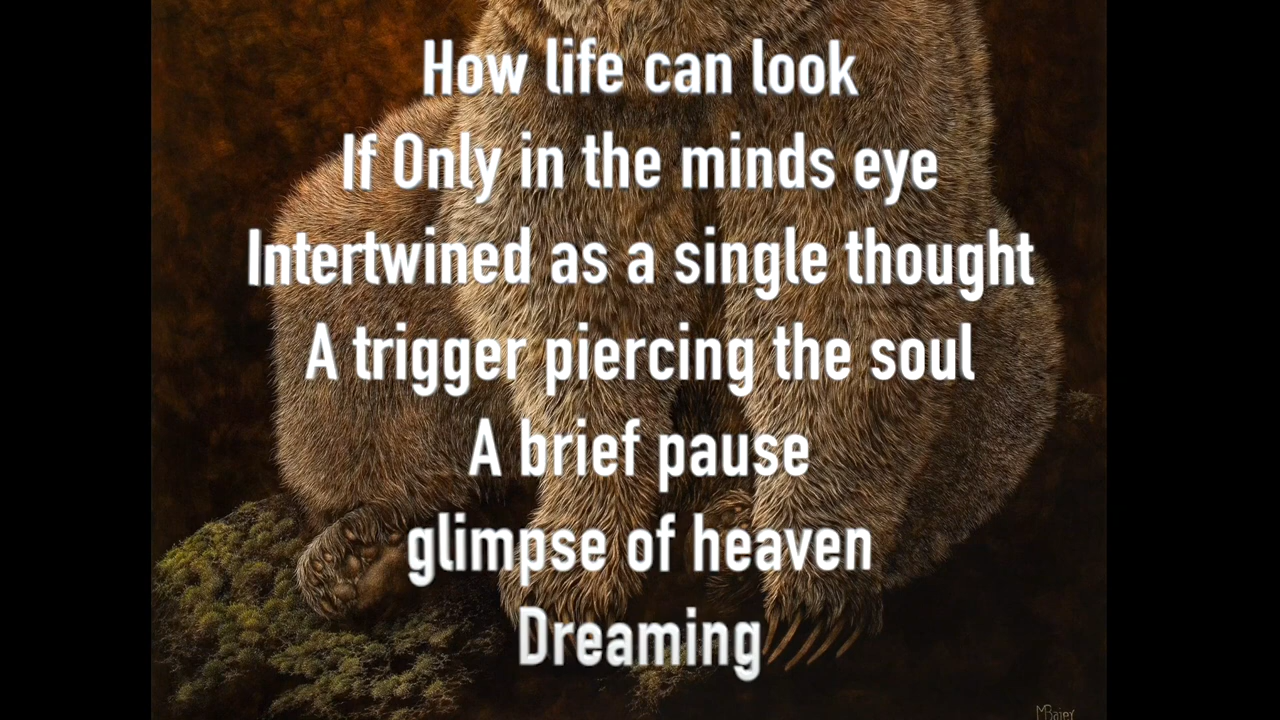 How life can look
If Only in the minds eye
Intertwined as a single thought
A trigger piercing the soul
A brief pause
glimpse of heaven
Dreaming
MBajer